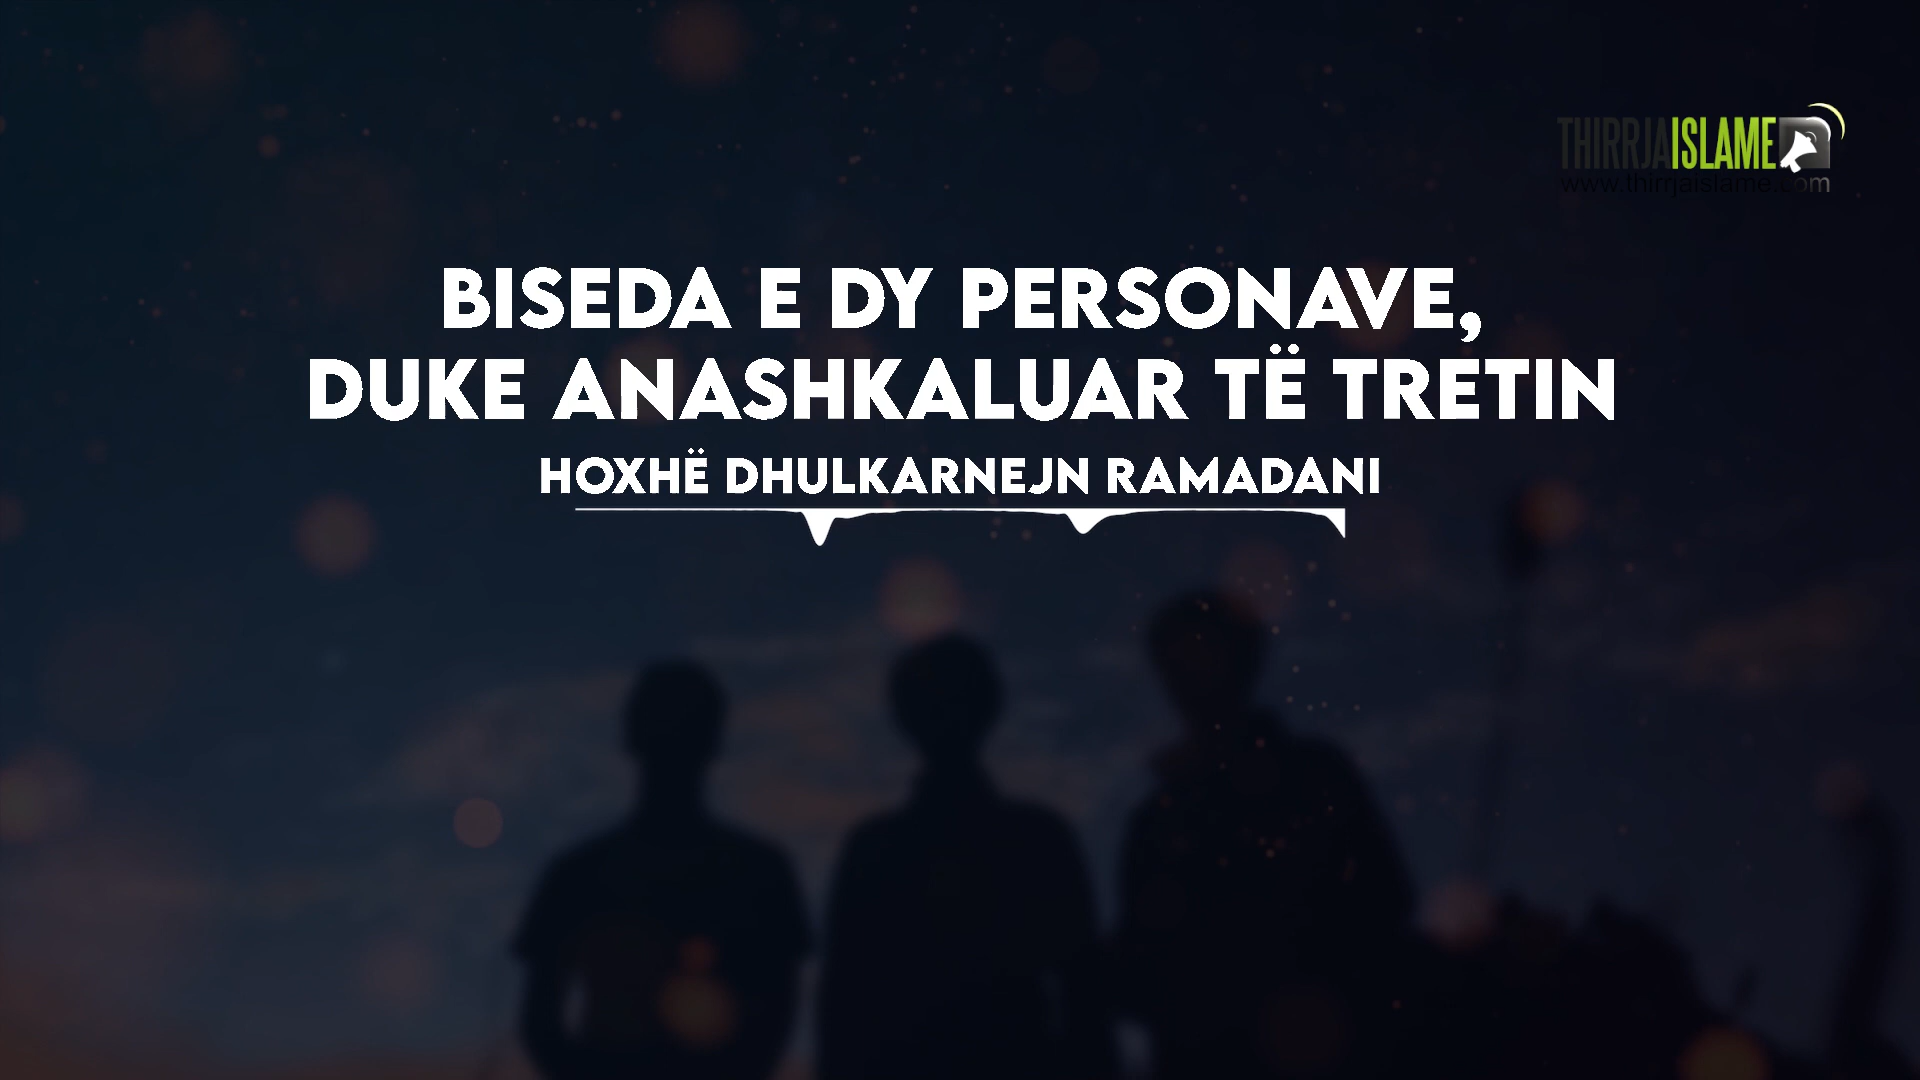 THIRRJAISLAME
www.thirrjaislame.com
BISEDA E DY PERSONAVE,
DUKE ANASHKALUAR TË TRETIN
HOXHË DHULKARNEJN RAMADANI